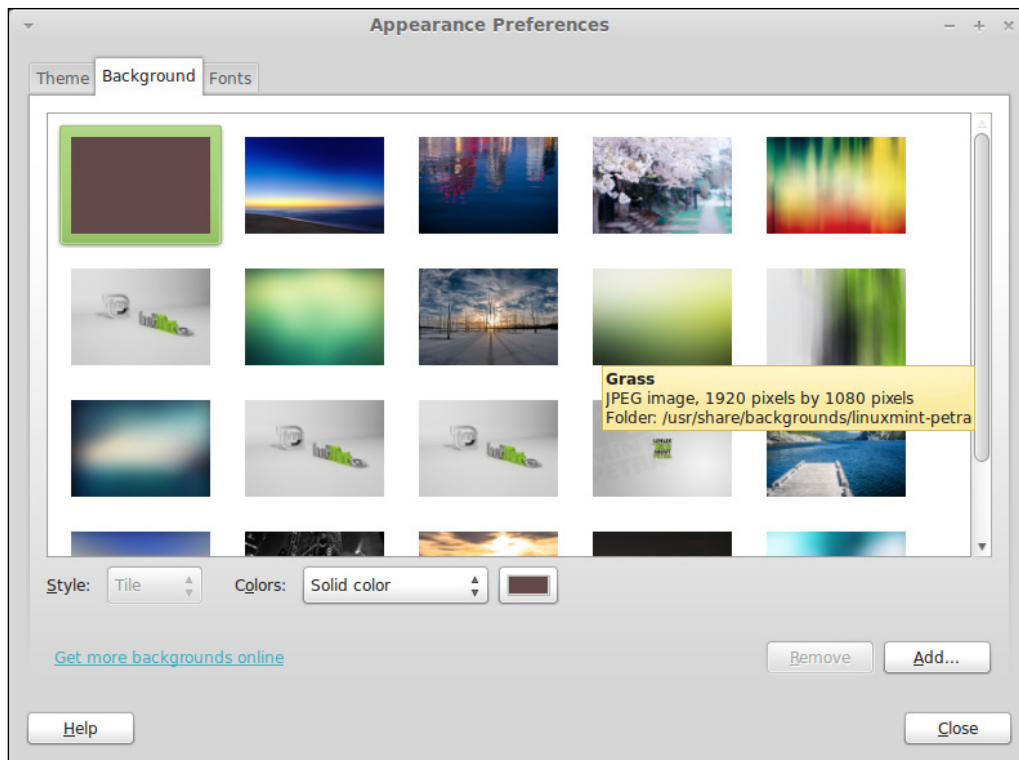 Appearance Preferences
Theme Background Fonts
Grass
JPEG image, 1920 pixels by 1080 pixels
Folder: /usr/share/backgrounds/linuxmint-petra
Style: Tile Colors: Solid color
Get more backgrounds online Remove Add...
Help Close